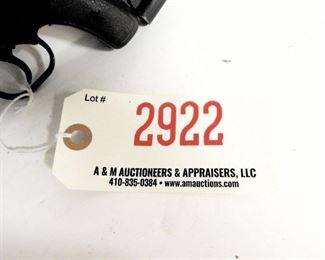 Lot #
2922
A & M AUCTIONEERS & APPRAISERS, LLC
410-835-0384 • www.amauctions.com